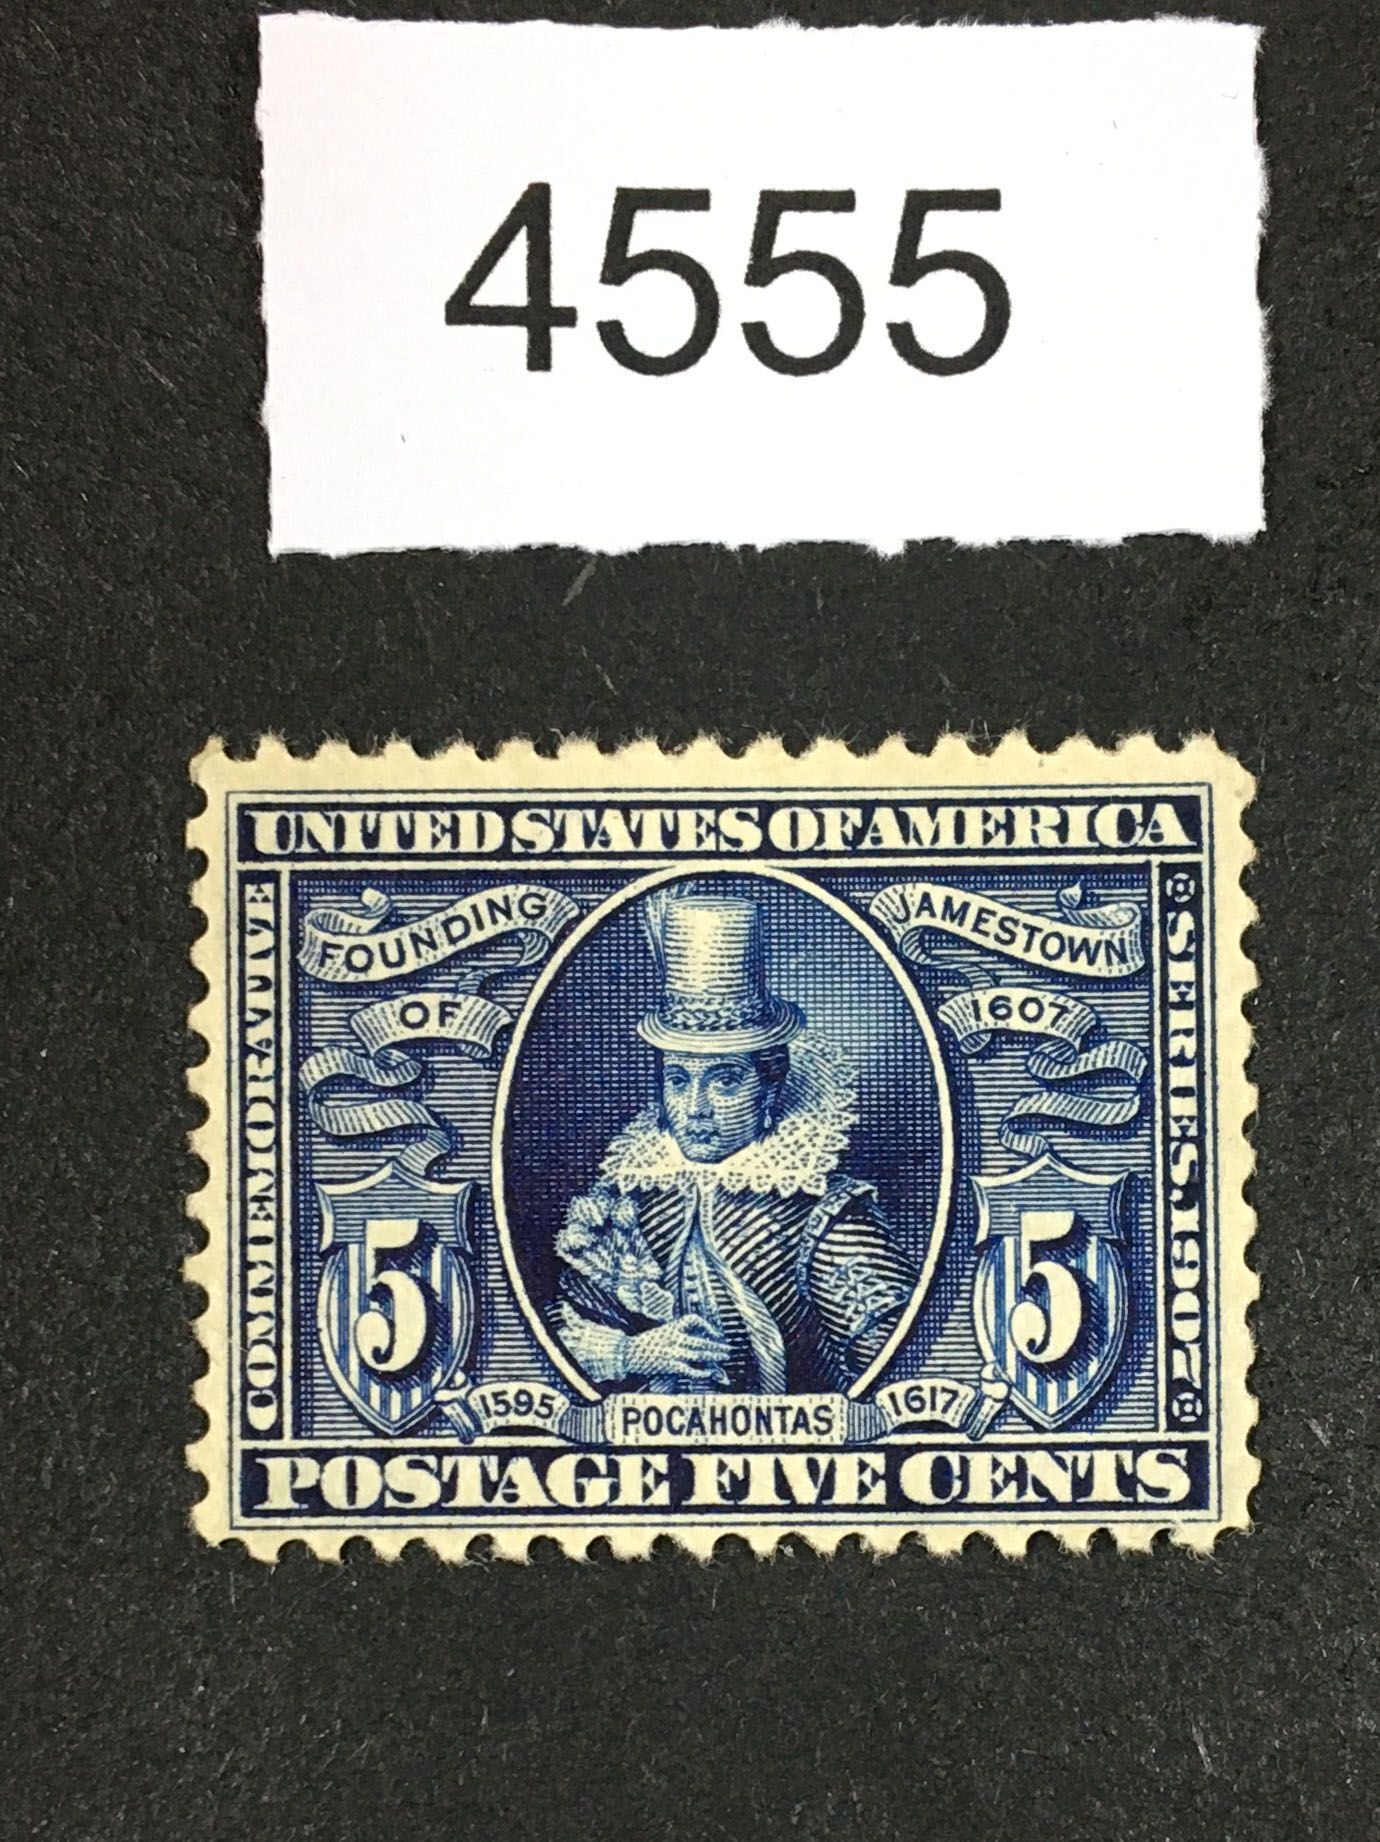 4555
UNITED STATES OF AMERICA
COMMEMORATIVE
SERIES 1907
FOUNDING
OF
JAMESTOWN
1607
5
5
1595
POCAHONTAS
1617
POSTAGE FIVE CENTS